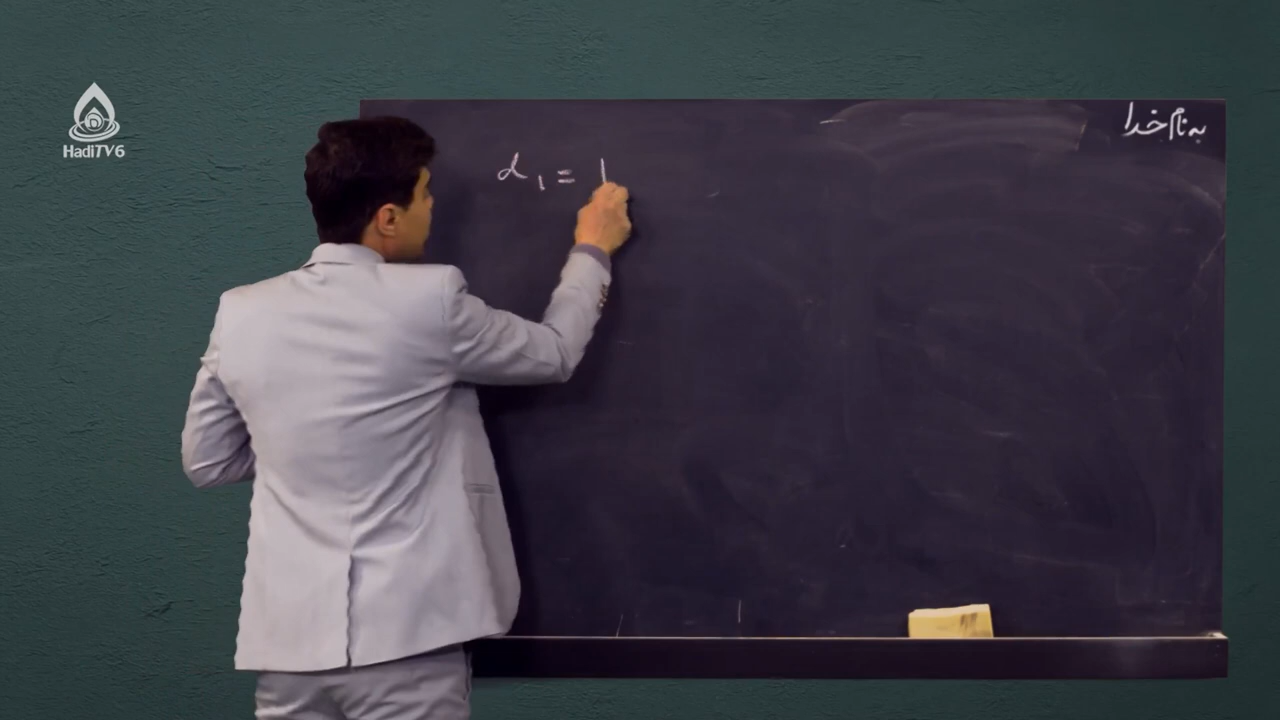 به نام خدا
α₁ = 1
HadiTV6